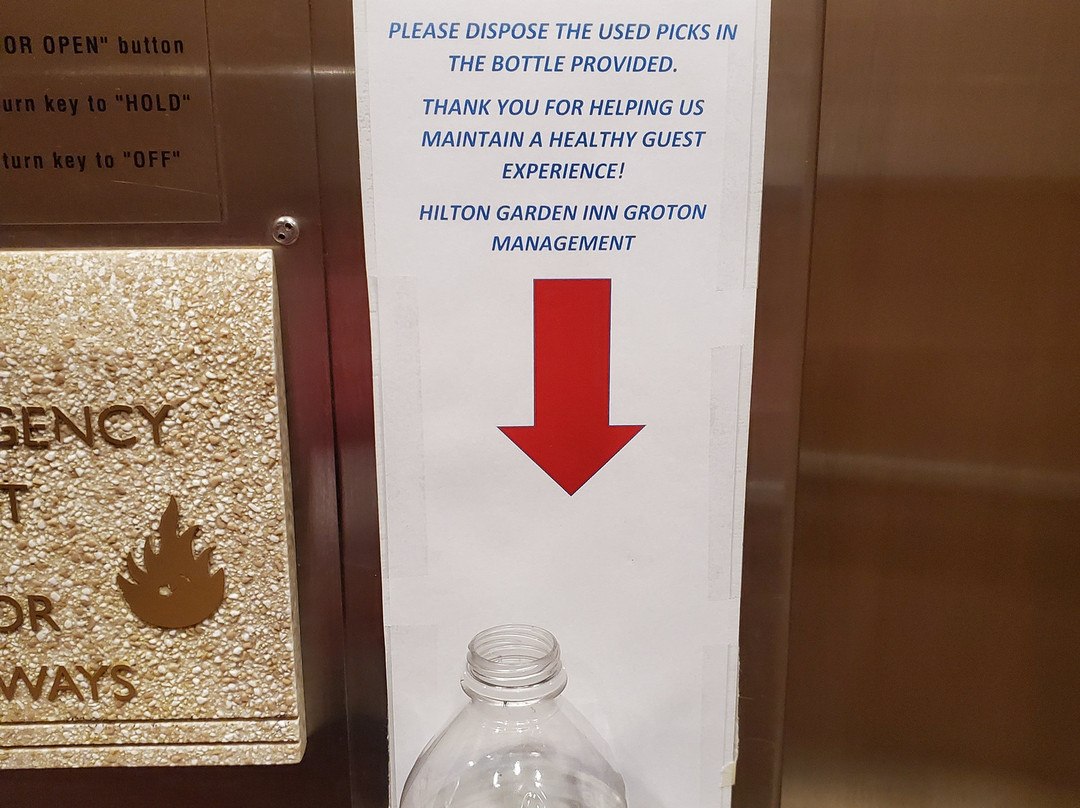 OR OPEN" button
urn key to "HOLD"
turn key to "OFF"
PLEASE DISPOSE THE USED PICKS IN
THE BOTTLE PROVIDED.
THANK YOU FOR HELPING US
MAINTAIN A HEALTHY GUEST
EXPERIENCE!
HILTON GARDEN INN GROTON
MANAGEMENT
GENCY
T
OR
WAYS